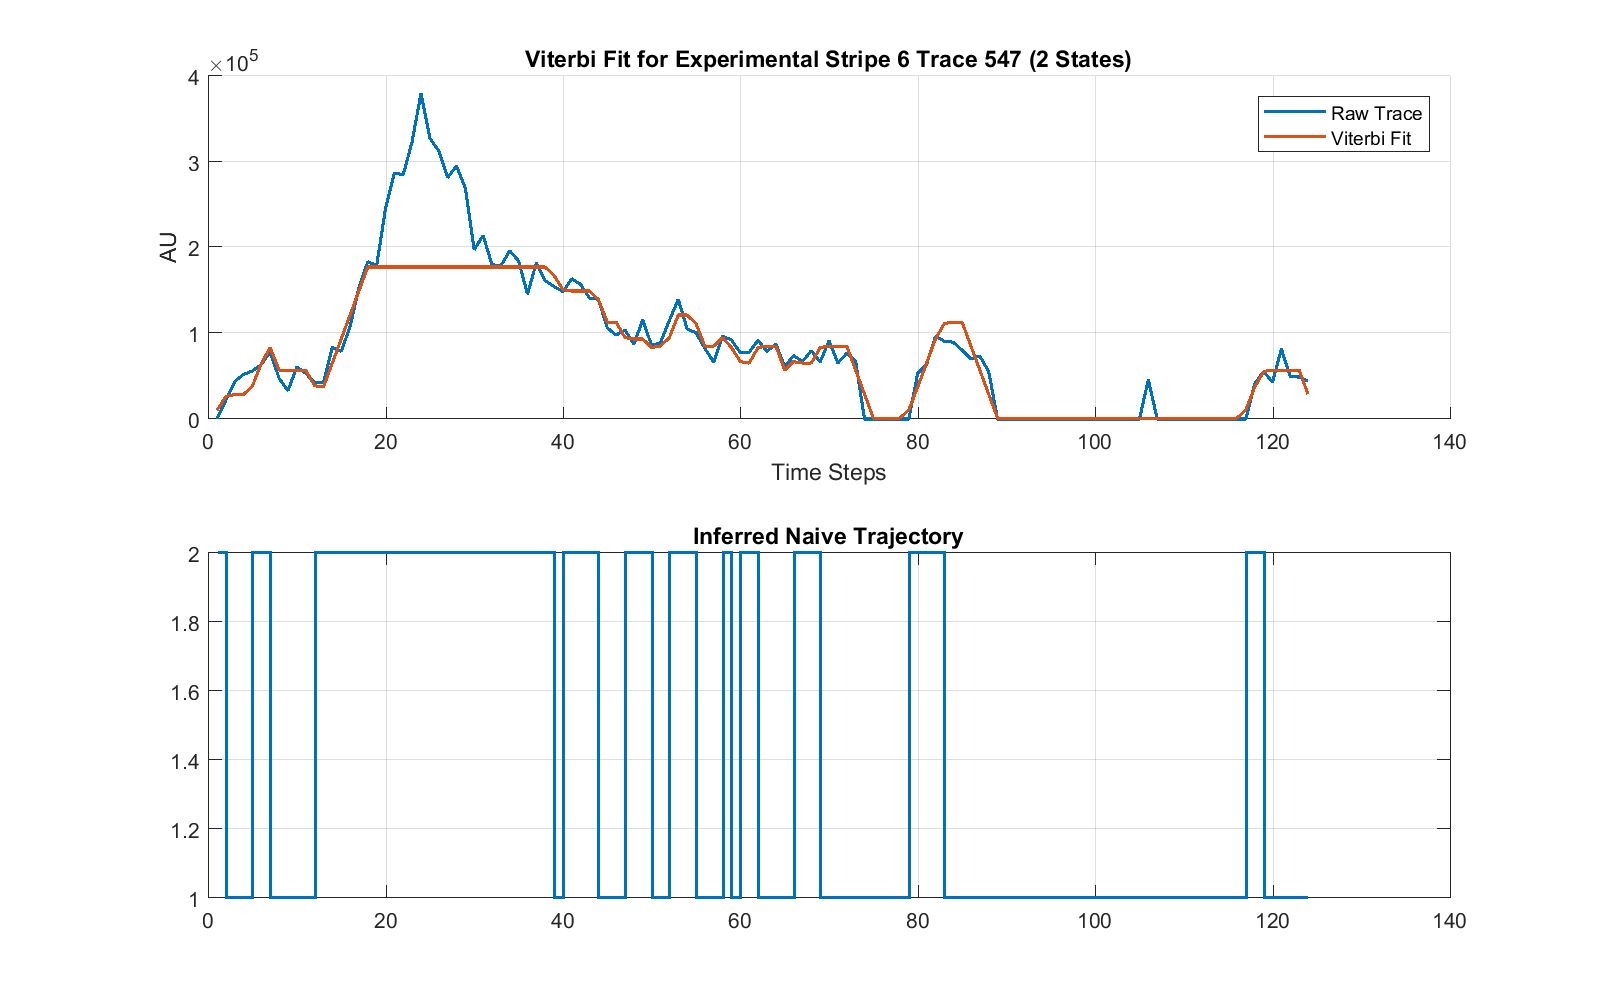 Viterbi Fit for Experimental Stripe 6 Trace 547 (2 States)
×10^5
4
3
2
1
0
AU
0 20 40 60 80 100 120 140
Time Steps
Raw Trace
Viterbi Fit
Inferred Naive Trajectory
2
1.8
1.6
1.4
1.2
1
0 20 40 60 80 100 120 140